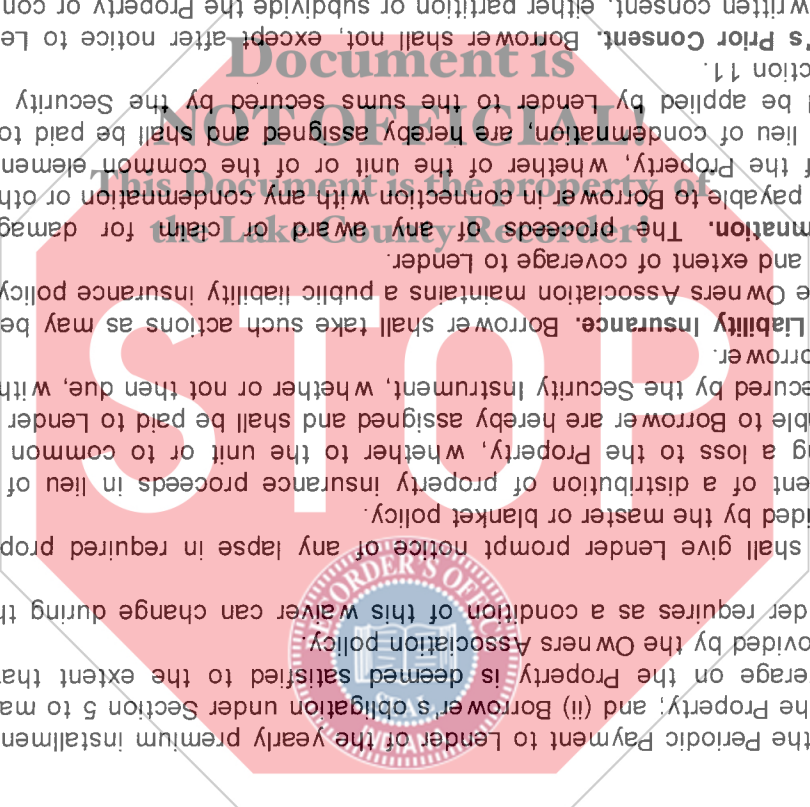 Document is
NOT OFFICIAL!
This Document is the property of
the Lake County Recorder!
STOP
RECORDER'S OFFICE
SEAL
INDIANA
the Periodic Payment to Lender of the yearly premium installmen
he Property; and (ii) Borrower's obligation under Section 5 to ma
erage on the Property is deemed satisfied to the extent tha
ovided by the Owners Association policy.
der requires as a condition of this waiver can change during th
shall give Lender prompt notice of any lapse in required prop
ided by the master or blanket policy.
ent of a distribution of property insurance proceeds in lieu of
ng a loss to the Property, whether to the unit or to common
able to Borrower are hereby assigned and shall be paid to Lender
ecured by the Security Instrument, whether or not then due, with
orrower.
Liability Insurance. Borrower shall take such actions as may be
e Owners Association maintains a public liability insurance policy
and extent of coverage to Lender.
mnation. The proceeds of any award or claim for damag
payable to Borrower in connection with any condemnation or oth
f the Property, whether of the unit or of the common elemen
lieu of condemnation, are hereby assigned and shall be paid to
l be applied by Lender to the sums secured by the Security
ction 11.
's Prior Consent. Borrower shall not, except after notice to Le
written consent, either partition or subdivide the Property or con